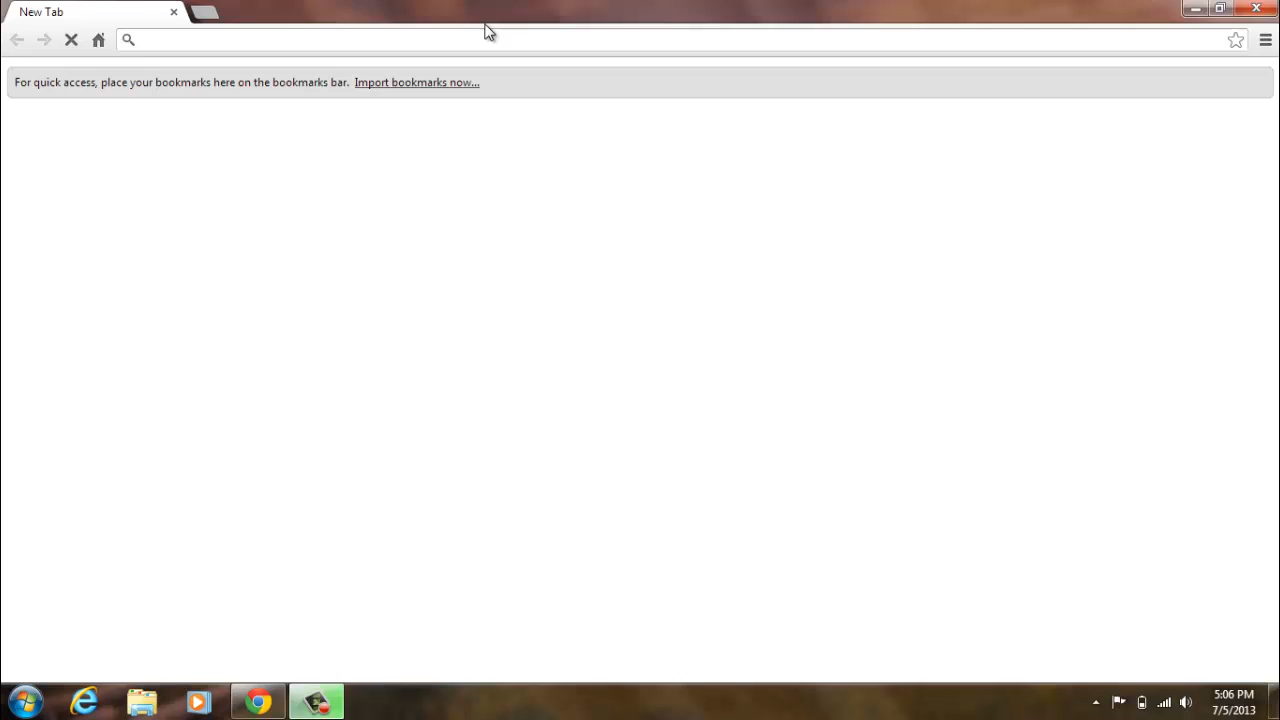 New Tab
For quick access, place your bookmarks here on the bookmarks bar. Import bookmarks now...
5:06 PM
7/5/2013